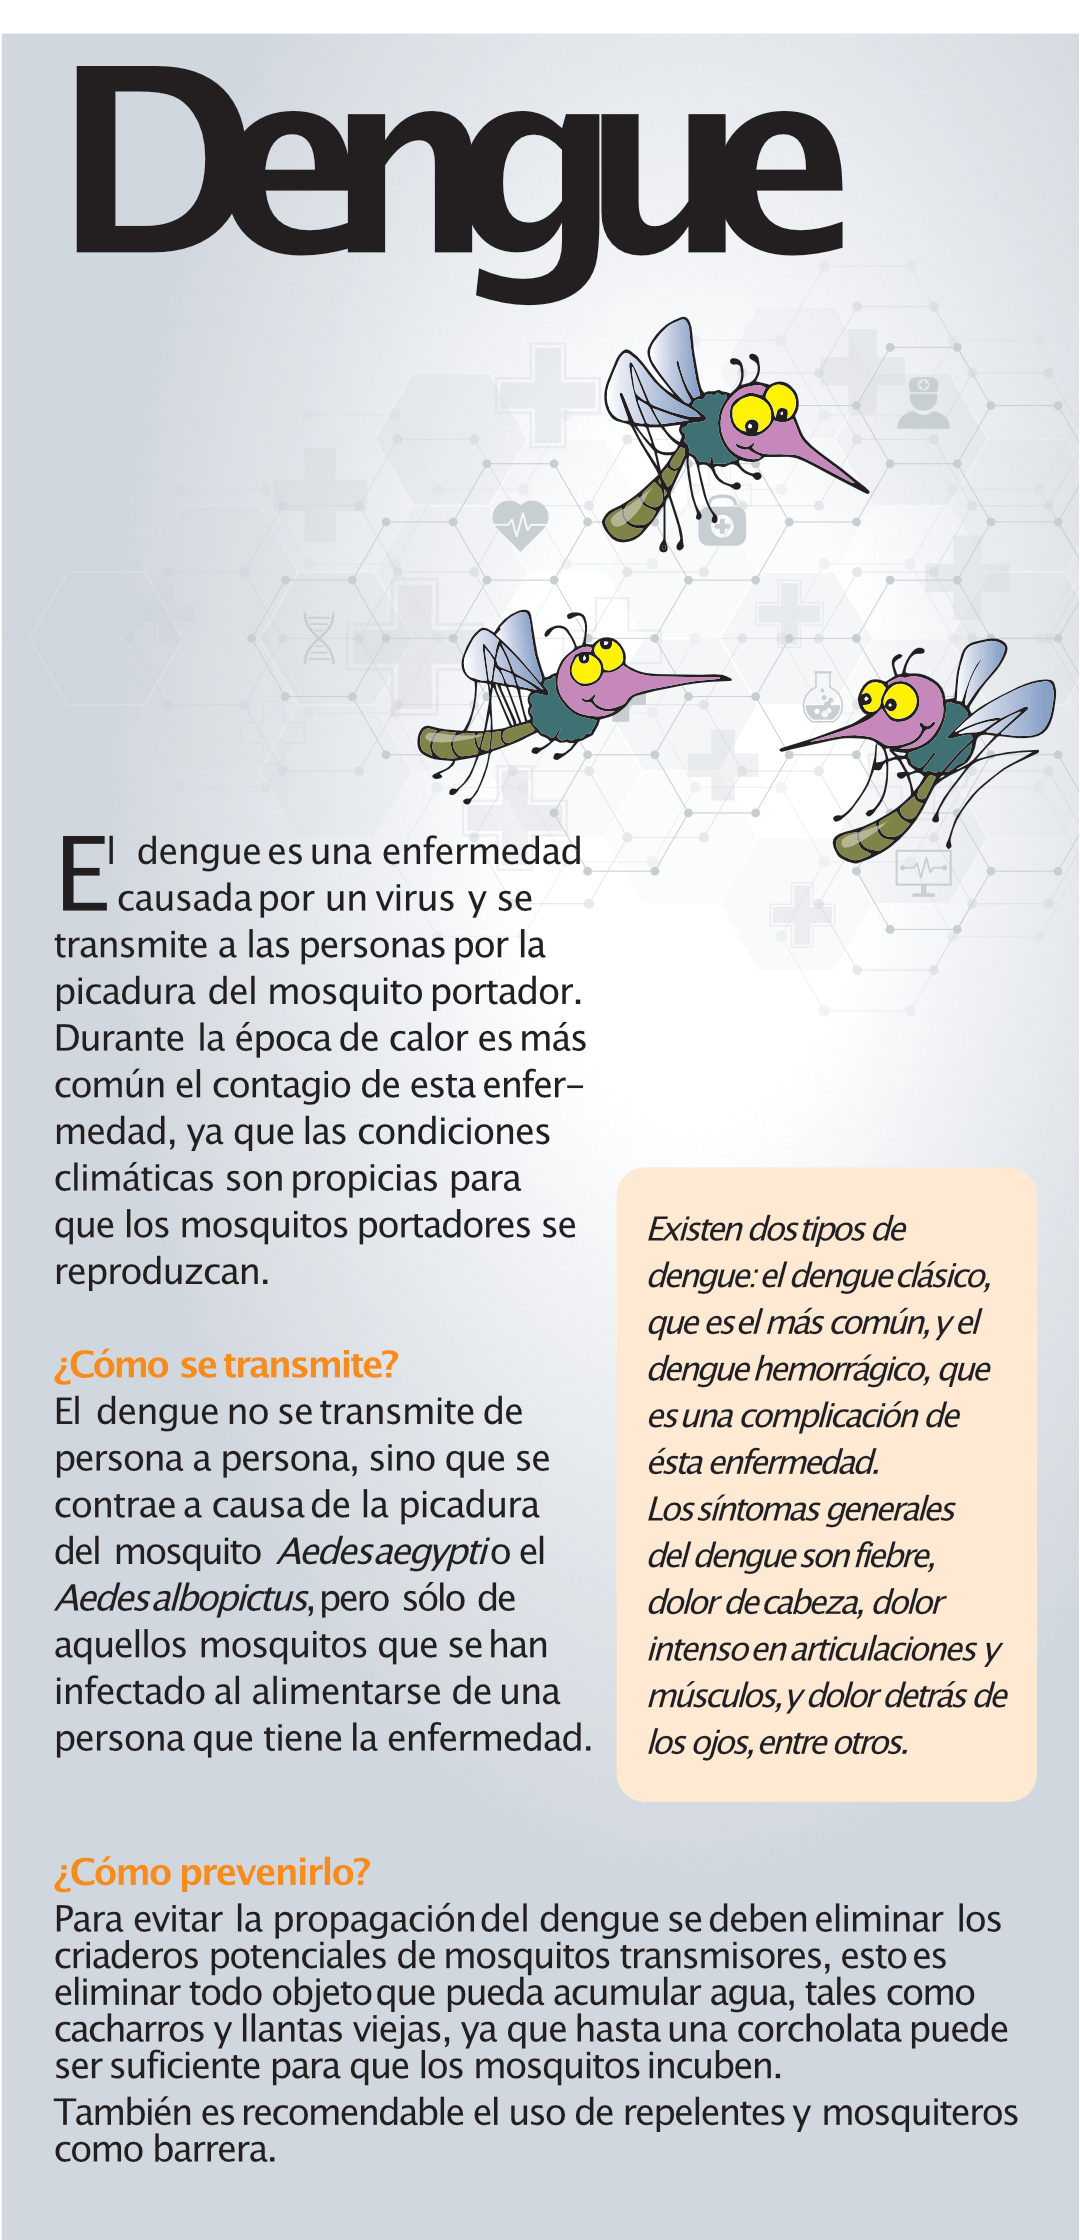 Dengue
El dengue es una enfermedad
causada por un virus y se
transmite a las personas por la
picadura del mosquito portador.
Durante la época de calor es más
común el contagio de esta enfer-
medad, ya que las condiciones
climáticas son propicias para
que los mosquitos portadores se
reproduzcan.
¿Cómo se transmite?
El dengue no se transmite de
persona a persona, sino que se
contrae a causa de la picadura
del mosquito Aedes aegypti o el
Aedes albopictus, pero sólo de
aquellos mosquitos que se han
infectado al alimentarse de una
persona que tiene la enfermedad.
Existen dos tipos de
dengue: el dengue clásico,
que es el más común, y el
dengue hemorrágico, que
es una complicación de
ésta enfermedad.
Los síntomas generales
del dengue son fiebre,
dolor de cabeza, dolor
intenso en articulaciones y
músculos, y dolor detrás de
los ojos, entre otros.
¿Cómo prevenirlo?
Para evitar la propagación del dengue se deben eliminar los
criaderos potenciales de mosquitos transmisores, esto es
eliminar todo objeto que pueda acumular agua, tales como
cacharros y llantas viejas, ya que hasta una corcholata puede
ser suficiente para que los mosquitos incuben.
También es recomendable el uso de repelentes y mosquiteros
como barrera.